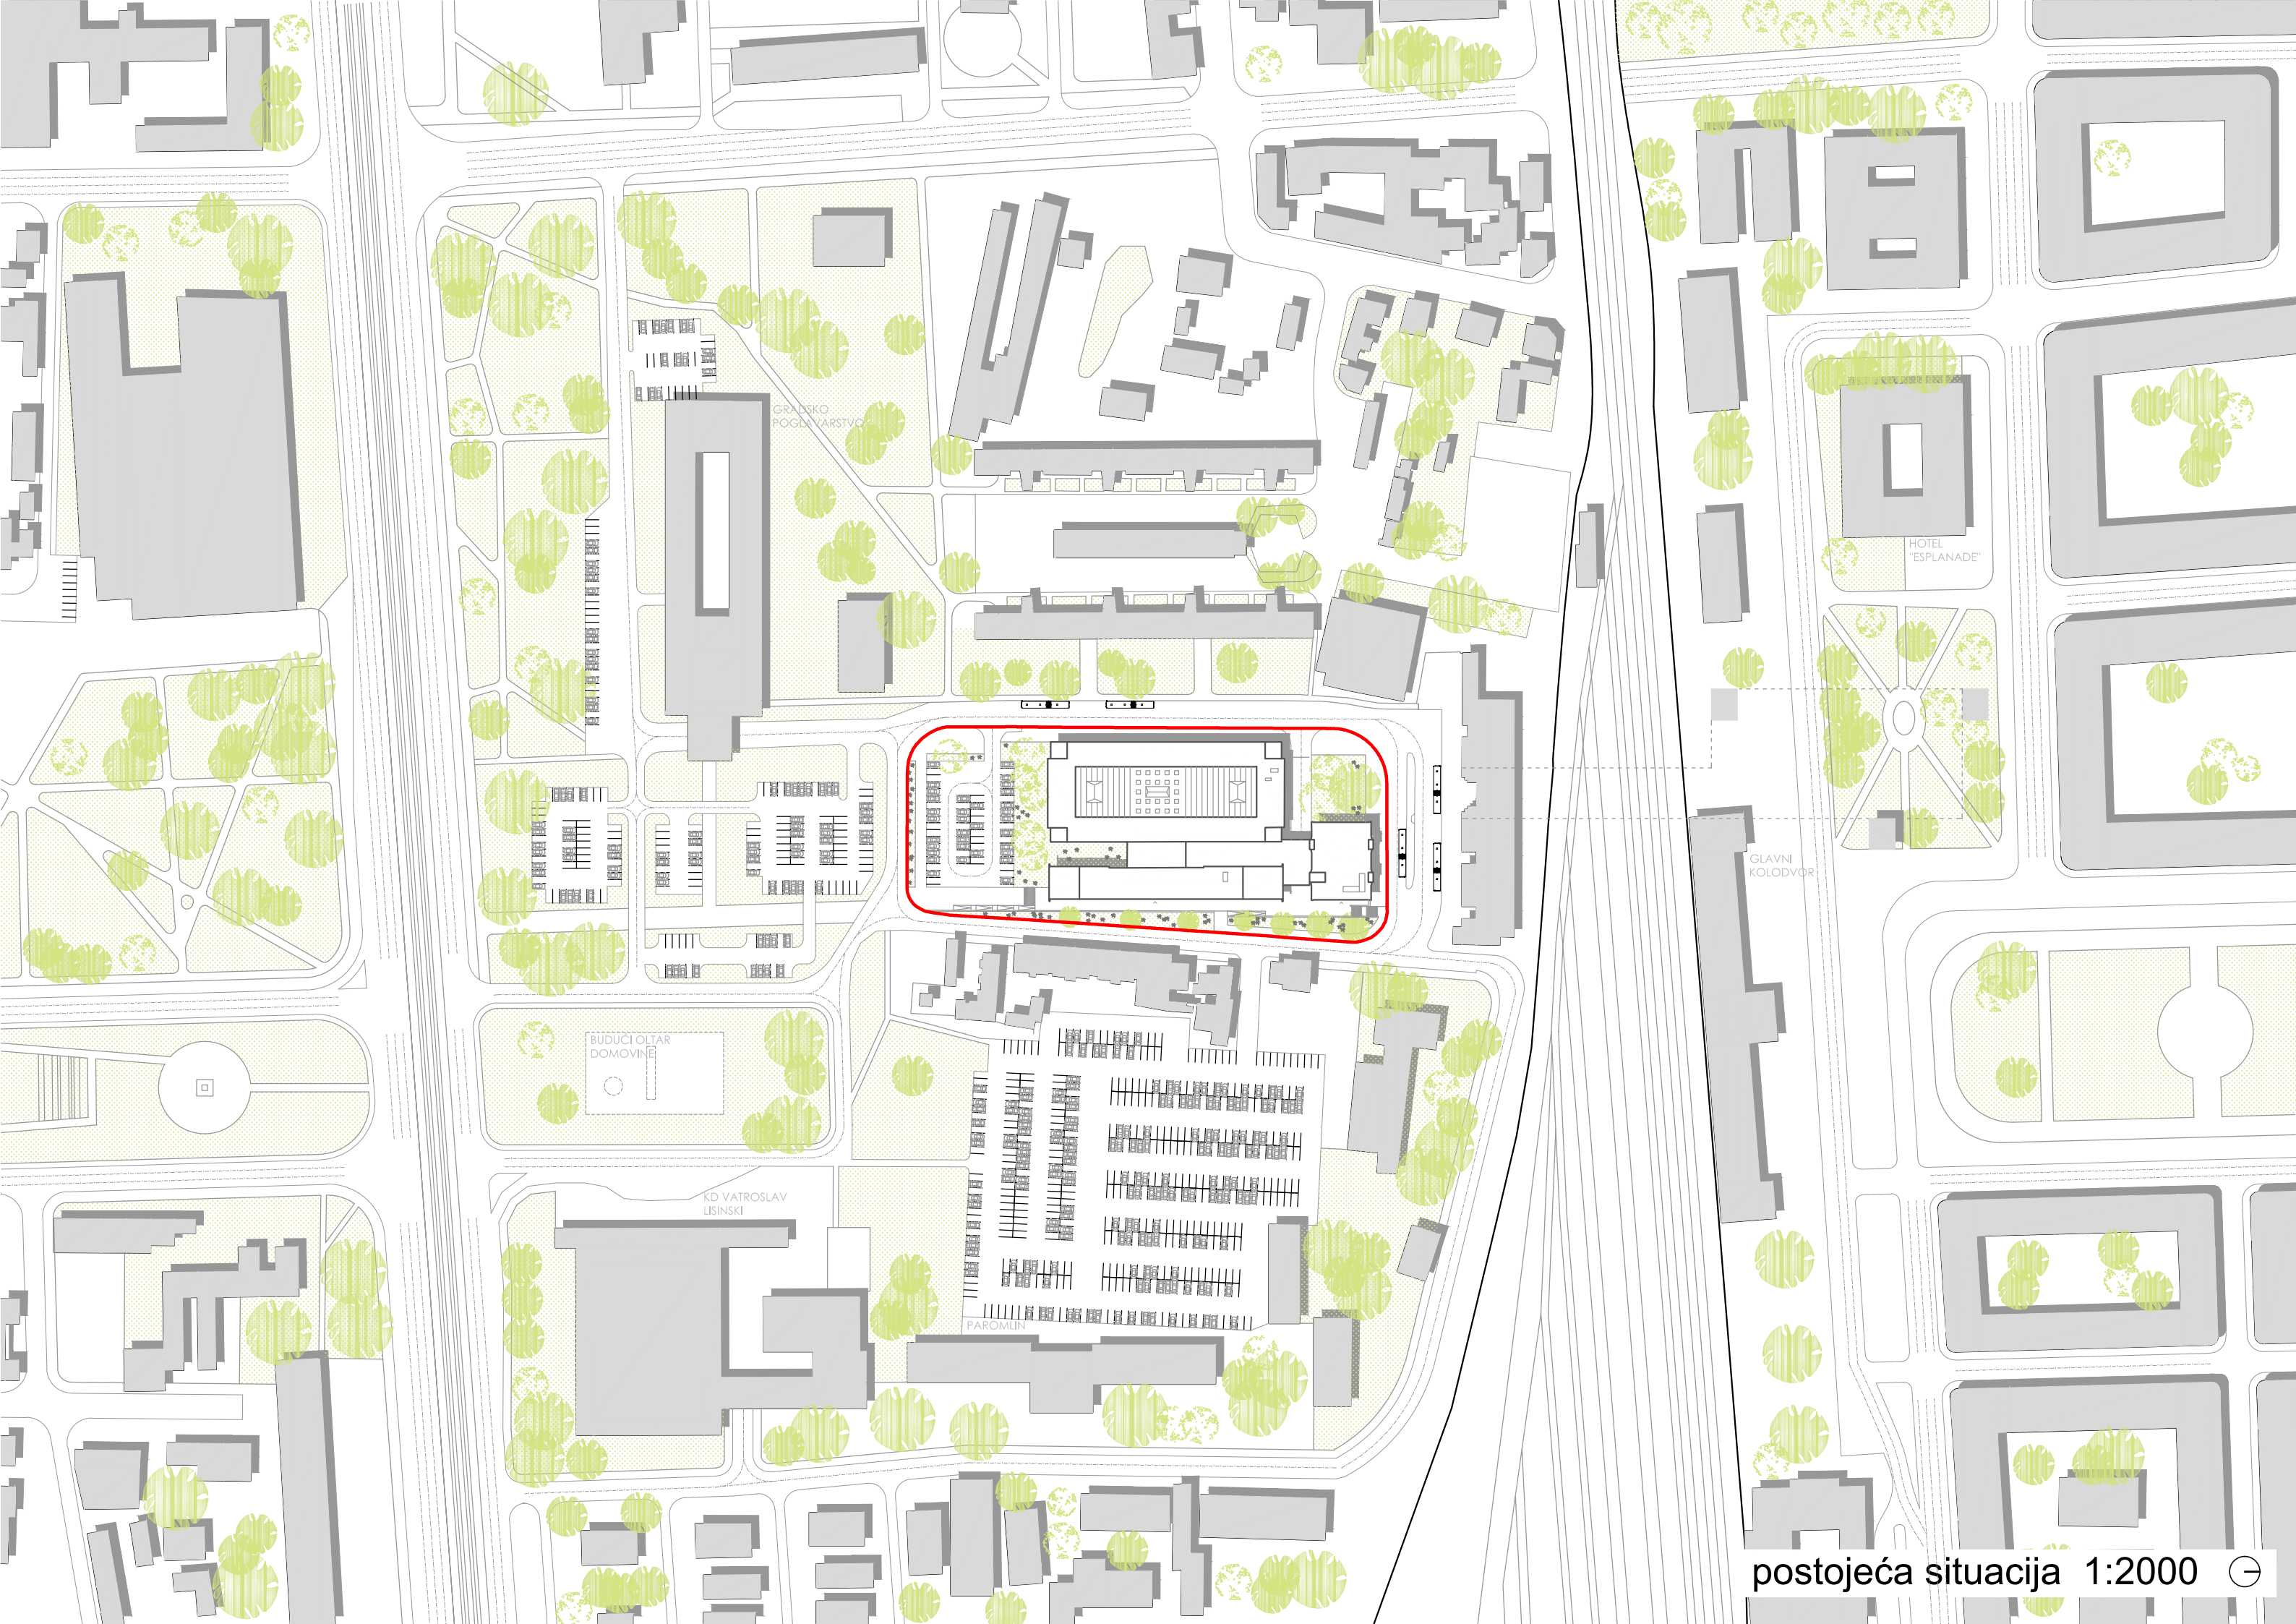 GRADSKO
POGLAVARSTVO
HOTEL
"ESPLANADE"
GLAVNI
KOLODVOR
BUDUĆI OLTAR
DOMOVINE
KD VATROSLAV
LISINSKI
PAROMLIN
postojeća situacija 1:2000